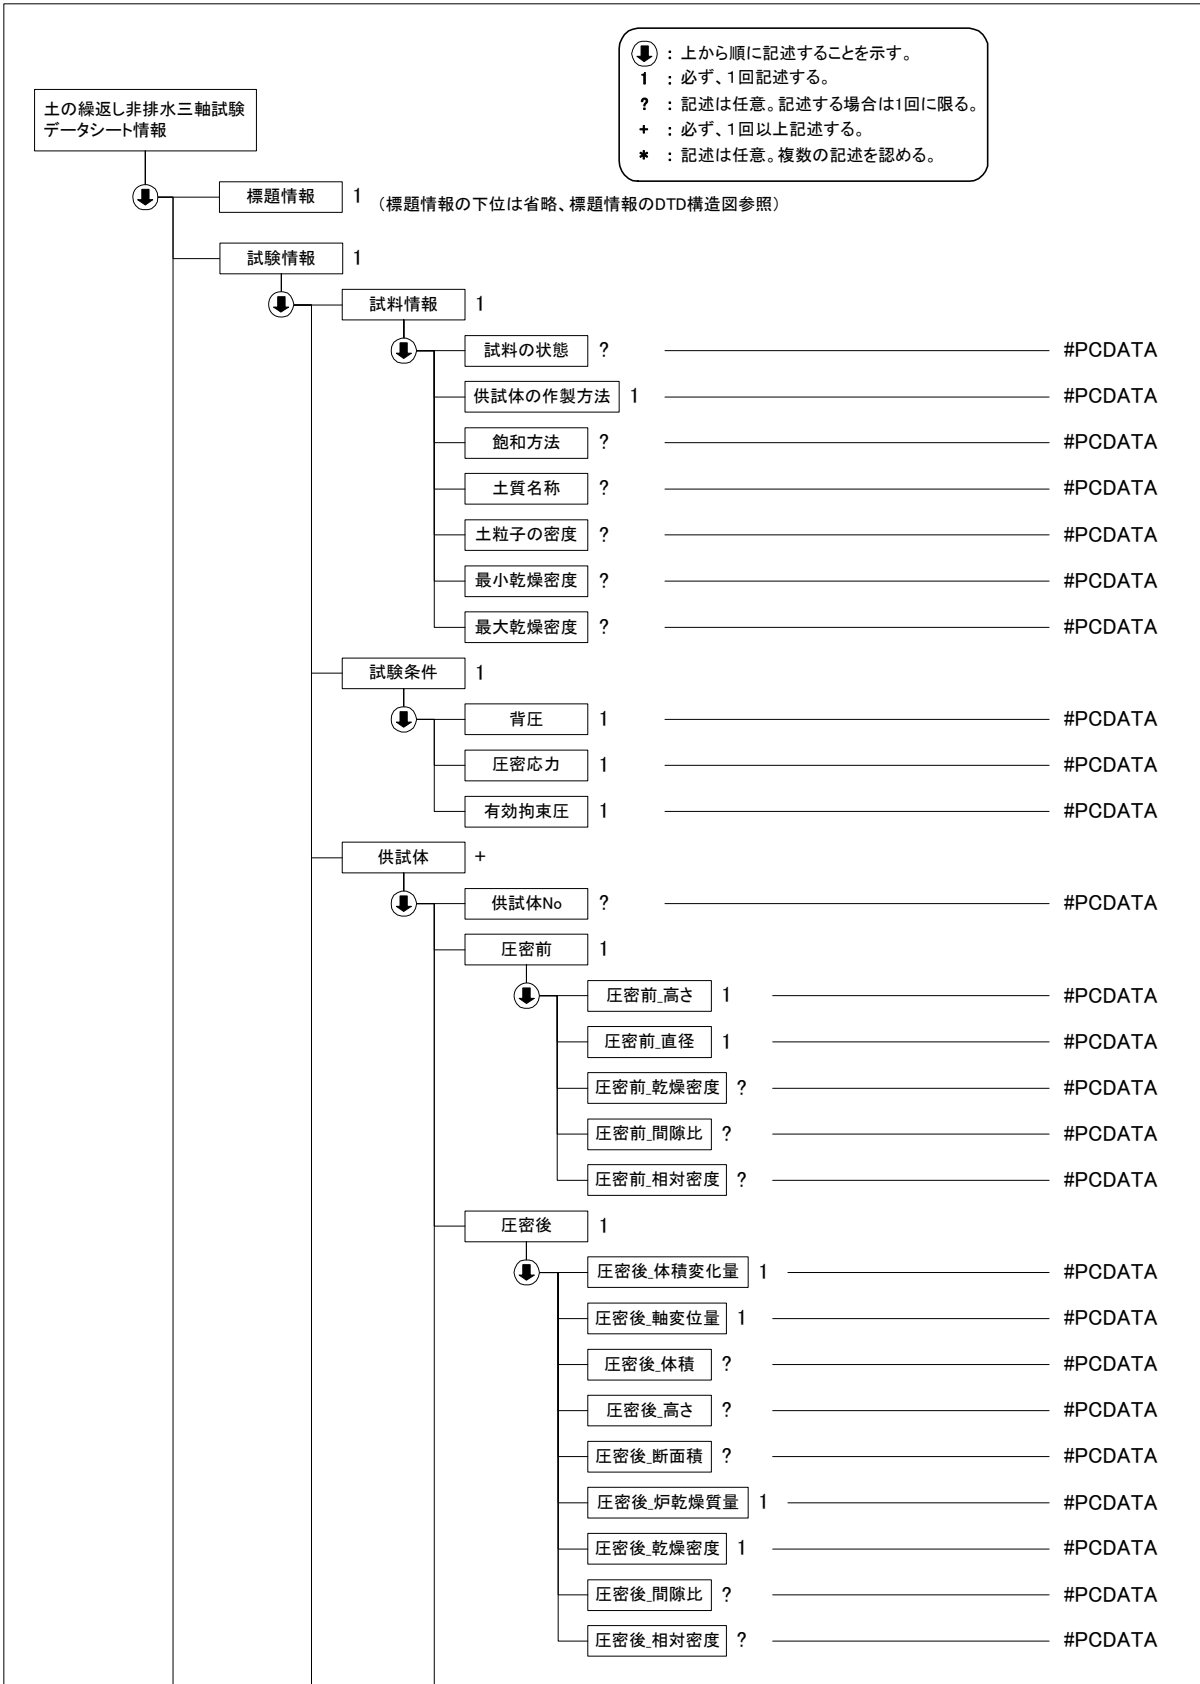 ：上から順に記述することを示す。
1 ：必ず、1回記述する。
? ：記述は任意。記述する場合は1回に限る。
+ ：必ず、1回以上記述する。
* ：記述は任意。複数の記述を認める。
土の繰返し非排水三軸試験
データシート情報
標題情報 1 (標題情報の下位は省略、標題情報のDTD構造図参照)
試験情報 1
試料情報 1
試料の状態 ? #PCDATA
供試体の作製方法 1 #PCDATA
飽和方法 ? #PCDATA
土質名称 ? #PCDATA
土粒子の密度 ? #PCDATA
最小乾燥密度 ? #PCDATA
最大乾燥密度 ? #PCDATA
試験条件 1
背圧 1 #PCDATA
圧密応力 1 #PCDATA
有効拘束圧 1 #PCDATA
供試体 +
供試体No ? #PCDATA
圧密前 1
圧密前_高さ 1 #PCDATA
圧密前_直径 1 #PCDATA
圧密前_乾燥密度 ? #PCDATA
圧密前_間隙比 ? #PCDATA
圧密前_相対密度 ? #PCDATA
圧密後 1
圧密後_体積変化量 1 #PCDATA
圧密後_軸変位量 1 #PCDATA
圧密後_体積 ? #PCDATA
圧密後_高さ ? #PCDATA
圧密後_断面積 ? #PCDATA
圧密後_炉乾燥質量 1 #PCDATA
圧密後_乾燥密度 1 #PCDATA
圧密後_間隙比 ? #PCDATA
圧密後_相対密度 ? #PCDATA